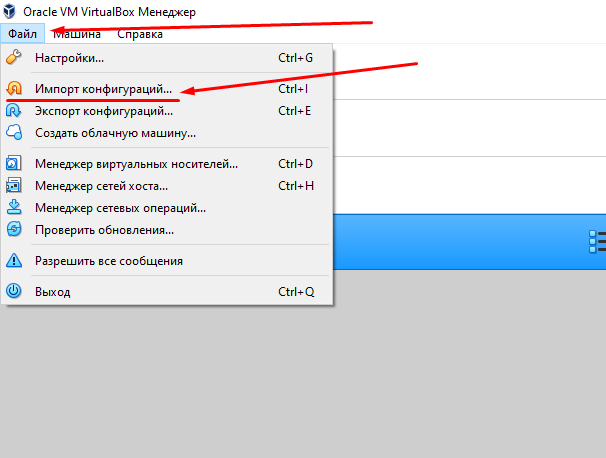 Oracle VM VirtualBox Менеджер
Файл Машина Справка
Настройки... Ctrl+G
Импорт конфигураций... Ctrl+I
Экспорт конфигураций... Ctrl+E
Создать облачную машину...
Менеджер виртуальных носителей... Ctrl+D
Менеджер сетей хоста... Ctrl+H
Менеджер сетевых операций...
Проверить обновления...
Разрешить все сообщения
Выход Ctrl+Q